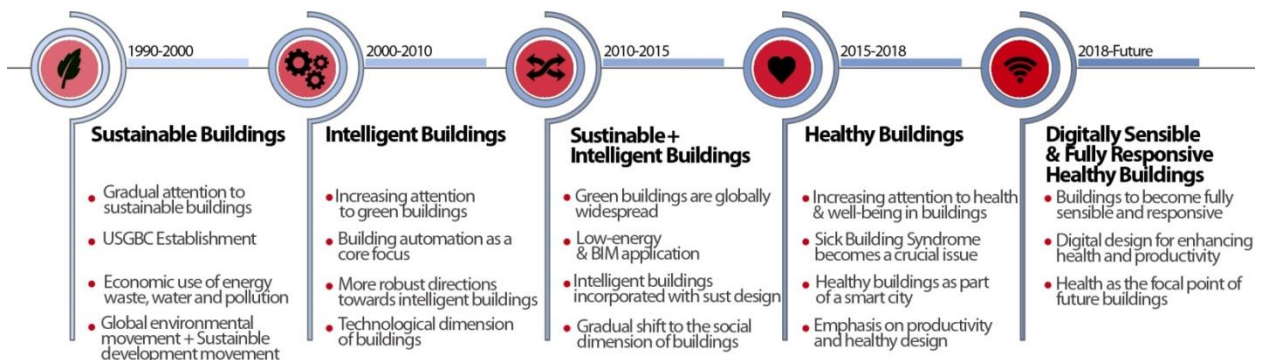 1990-2000
Sustainable Buildings
Gradual attention to
sustainable buildings
USGBC Establishment
Economic use of energy
waste, water and pollution
Global environmental
movement + Sustainble
development movement
2000-2010
Intelligent Buildings
Increasing attention
to green buildings
Building automation as a
core focus
More robust directions
towards intelligent buildings
Technological dimension
of buildings
2010-2015
Sustinable +
Intelligent Buildings
Green buildings are globally
widespread
Low-energy
& BIM application
Intelligent buildings
incorporated with sust design
Gradual shift to the social
dimension of buildings
2015-2018
Healthy Buildings
Increasing attention to health
& well-being in buildings
Sick Building Syndrome
becomes a crucial issue
Healthy buildings as part
of a smart city
Emphasis on productivity
and healthy design
2018-Future
Digitally Sensible
& Fully Responsive
Healthy Buildings
Buildings to become fully
sensible and responsive
Digital design for enhancing
health and productivity
Health as the focal point of
future buildings